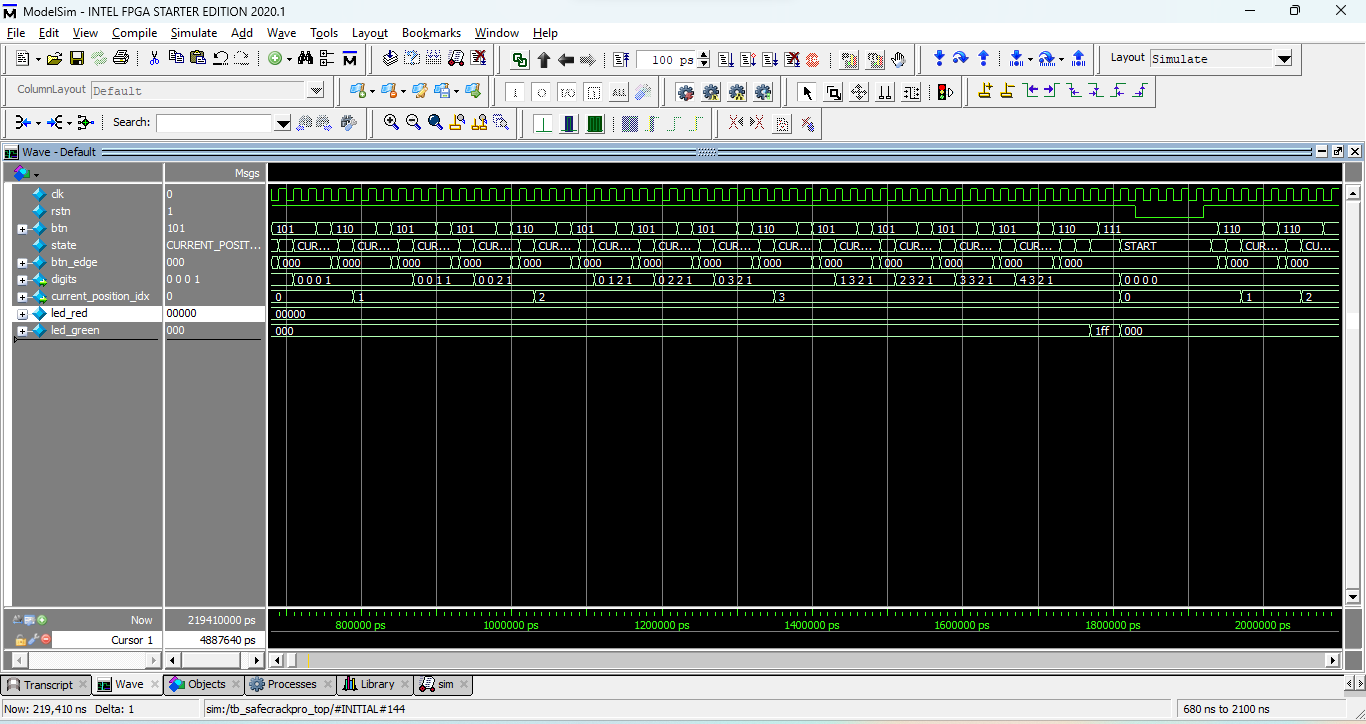 ModelSim - INTEL FPGA STARTER EDITION 2020.1
File Edit View Compile Simulate Add Wave Tools Layout Bookmarks Window Help
100 ps Layout Simulate
ColumnLayout Default
Search:
Wave - Default
Msgs
clk 0
rstn 1
btn 101 101 110 101 101 110 101 101 101 110 101 101 101 101 110 111 110 110
state CURRENT_POSIT... CUR... CUR... CUR... CUR... CUR... CUR... CUR... CUR... CUR... CUR... CUR... CUR... CUR... START CUR... CU...
btn_edge 000 000 000 000 000 000 000 000 000 000 000 000 000 000 000 000 000
digits 0 0 0 1 0 0 0 1 0 0 1 1 0 0 2 1 0 1 2 1 0 2 2 1 0 3 2 1 1 3 2 1 2 3 2 1 3 3 2 1 4 3 2 1 0 0 0 0
current_position_idx 0 0 1 2 3 0 1 2
led_red 00000 00000
led_green 000 000 1ff 000
Now 219410000 ps 800000 ps 1000000 ps 1200000 ps 1400000 ps 1600000 ps 1800000 ps 2000000 ps
Cursor 1 4887640 ps
Transcript Wave Objects Processes Library sim
Now: 219,410 ns Delta: 1 sim:/tb_safecrackpro_top/#INITIAL#144 680 ns to 2100 ns